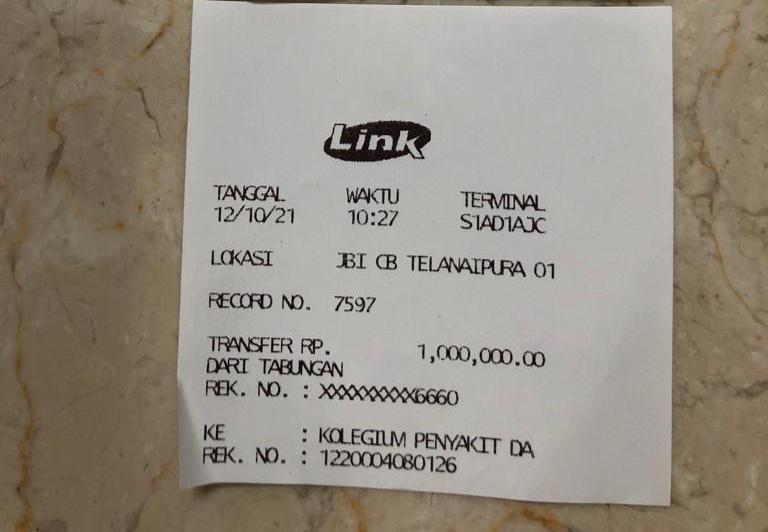 Link
TANGGAL WAKTU TERMINAL
12/10/21 10:27 S1AD1AJC
LOKASI JBI CB TELANAIPURA 01
RECORD NO. 7597
TRANSFER RP. 1,000,000.00
DARI TABUNGAN
REK. NO. : XXXXXXXXX6660
KE : KOLEGIUM PENYAKIT DA
REK. NO. : 1220004080126